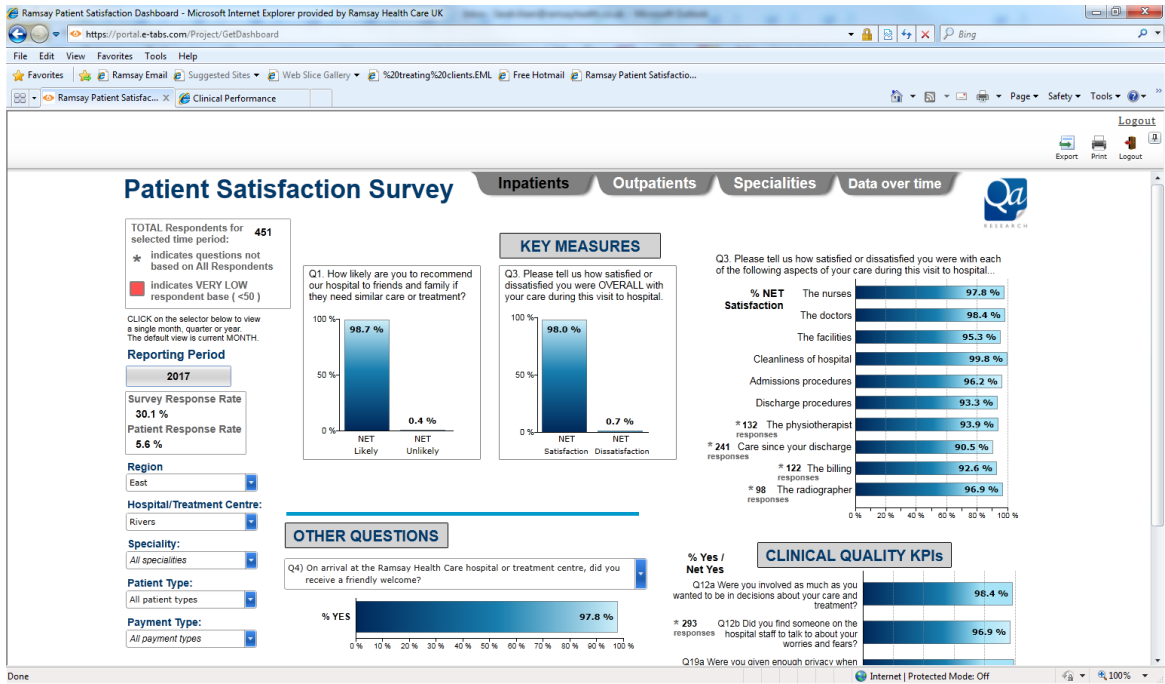 Ramsay Patient Satisfaction Dashboard - Microsoft Internet Explorer provided by Ramsay Health Care UK
https://portal.e-tabs.com/Project/GetDashboard
Bing
File Edit View Favorites Tools Help
Favorites Ramsay Email Suggested Sites Web Slice Gallery %20treating%20clients.EML Free Hotmail Ramsay Patient Satisfactio...
Ramsay Patient Satisfac... Clinical Performance
Page Safety Tools
Logout
Export Print Logout
Patient Satisfaction Survey
Inpatients Outpatients Specialities Data over time
Qa
RESEARCH
TOTAL Respondents for
selected time period: 451
* indicates questions not
based on All Respondents
indicates VERY LOW
respondent base ( <50 )
CLICK on the selector below to view
a single month, quarter or year.
The default view is current MONTH.
Reporting Period
2017
Survey Response Rate
30.1 %
Patient Response Rate
5.6 %
Region
East
Hospital/Treatment Centre:
Rivers
Speciality:
All specialities
Patient Type:
All patient types
Payment Type:
All payment types
KEY MEASURES
Q1. How likely are you to recommend
our hospital to friends and family if
they need similar care or treatment?
100 %
98.7 %
50 %
0.4 %
0 %
NET NET
Likely Unlikely
Q3. Please tell us how satisfied or
dissatisfied you were OVERALL with
your care during this visit to hospital.
100 %
98.0 %
50 %
0.7 %
0 %
NET NET
Satisfaction Dissatisfaction
Q3. Please tell us how satisfied or dissatisfied you were with each
of the following aspects of your care during this visit to hospital...
% NET
Satisfaction
The nurses 97.8 %
The doctors 98.4 %
The facilities 95.3 %
Cleanliness of hospital 99.8 %
Admissions procedures 96.2 %
Discharge procedures 93.3 %
* 132 The physiotherapist 93.9 %
responses
* 241 Care since your discharge 90.5 %
responses
* 122 The billing 92.6 %
responses
* 98 The radiographer 96.9 %
responses
0 % 20 % 40 % 60 % 80 % 100 %
OTHER QUESTIONS
Q4) On arrival at the Ramsay Health Care hospital or treatment centre, did you
receive a friendly welcome?
% YES 97.8 %
0 % 10 % 20 % 30 % 40 % 50 % 60 % 70 % 80 % 90 % 100 %
% Yes /
Net Yes
CLINICAL QUALITY KPIs
Q12a Were you involved as much as you
wanted to be in decisions about your care and
treatment?
98.4 %
* 293
responses
Q12b Did you find someone on the
hospital staff to talk to about your
worries and fears?
96.9 %
Q19a Were you given enough privacy when
Done
Internet | Protected Mode: Off
100%